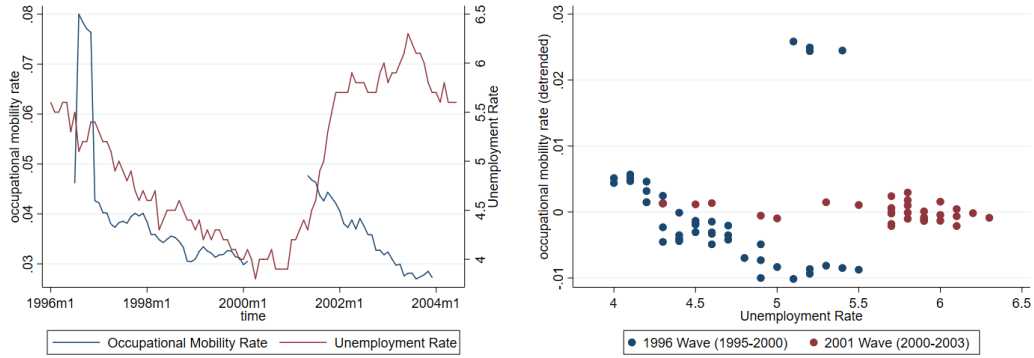 occupational mobility rate
.08
.07
.06
.05
.04
.03
6.5
6
5.5
5
4.5
4
Unemployment Rate
1996m1 1998m1 2000m1 2002m1 2004m1
time
Occupational Mobility Rate Unemployment Rate
occupational mobility rate (detrended)
.03
.02
.01
0
-.01
4 4.5 5 5.5 6 6.5
Unemployment Rate
1996 Wave (1995-2000) 2001 Wave (2000-2003)